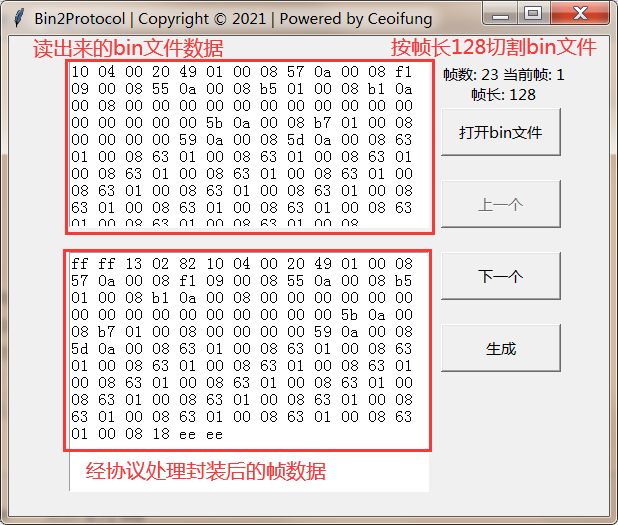 Bin2Protocol | Copyright © 2021 | Powered by Ceoifung
读出来的bin文件数据
按帧长128切割bin文件
10 04 00 20 49 01 00 08 57 0a 00 08 f1
09 00 08 55 0a 00 08 b5 01 00 08 b1 0a
00 08 00 00 00 00 00 00 00 00 00 00 00
00 00 00 00 00 5b 0a 00 08 b7 01 00 08
00 00 00 00 59 0a 00 08 5d 0a 00 08 63
01 00 08 63 01 00 08 63 01 00 08 63 01
00 08 63 01 00 08 63 01 00 08 63 01 00
08 63 01 00 08 63 01 00 08 63 01 00 08
63 01 00 08 63 01 00 08 63 01 00 08 63
01 00 08 63 01 00 08 63 01 00 08
帧数: 23 当前帧: 1
帧长: 128
打开bin文件
上一个
下一个
生成
ff ff 13 02 82 10 04 00 20 49 01 00 08
57 0a 00 08 f1 09 00 08 55 0a 00 08 b5
01 00 08 b1 0a 00 08 00 00 00 00 00 00
00 00 00 00 00 00 00 00 00 00 5b 0a 00
08 b7 01 00 08 00 00 00 00 59 0a 00 08
5d 0a 00 08 63 01 00 08 63 01 00 08 63
01 00 08 63 01 00 08 63 01 00 08 63 01
00 08 63 01 00 08 63 01 00 08 63 01 00
08 63 01 00 08 63 01 00 08 63 01 00 08
63 01 00 08 63 01 00 08 63 01 00 08 63
01 00 08 18 ee ee
经协议处理封装后的帧数据